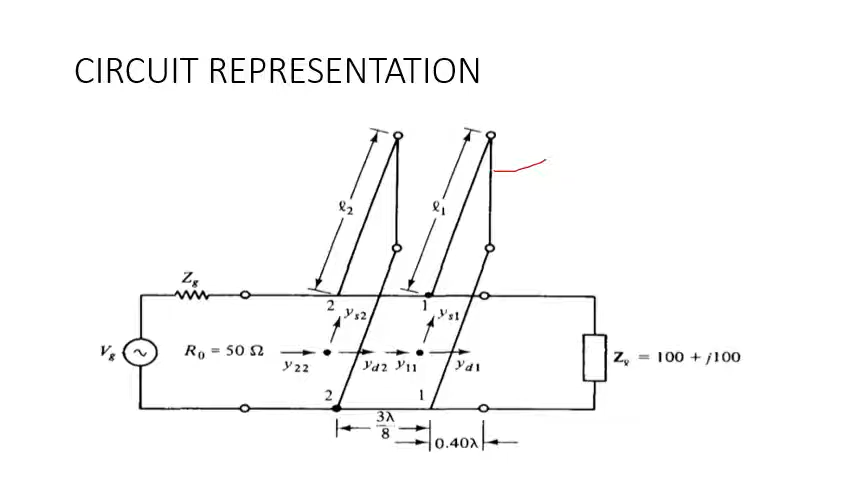 CIRCUIT REPRESENTATION
ℓ2 ℓ1
Zg
2 ys2 1 ys1
Vg R0 = 50 Ω y22 yd2 y11 yd1 Zℓ = 100 + j100
2 1
3λ
8
0.40λ